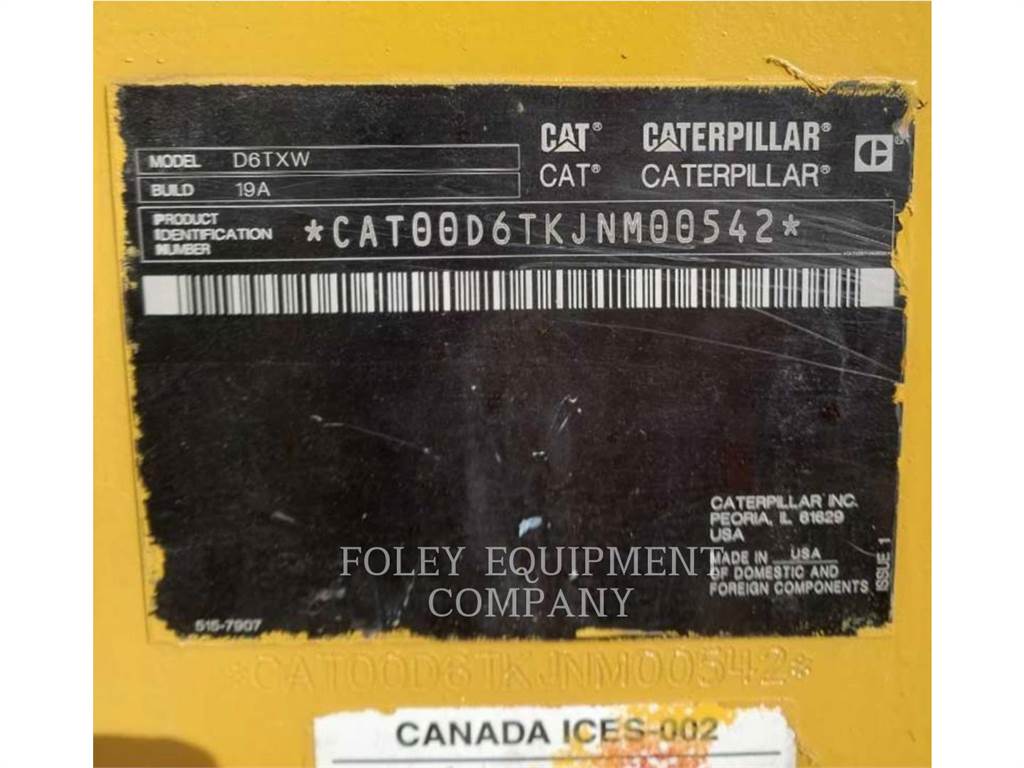 CAT® CATERPILLAR®
CAT® CATERPILLAR®
MODEL D6TXW
BUILD 19A
PRODUCT IDENTIFICATION NUMBER *CAT00D6TKJNM00542*
CATERPILLAR INC.
PEORIA, IL 61629
USA
MADE IN USA
OF DOMESTIC AND
FOREIGN COMPONENTS
ISSUE 1
515-7907
FOLEY EQUIPMENT
COMPANY
*CAT00D6TKJNM00542*
CANADA ICES-002